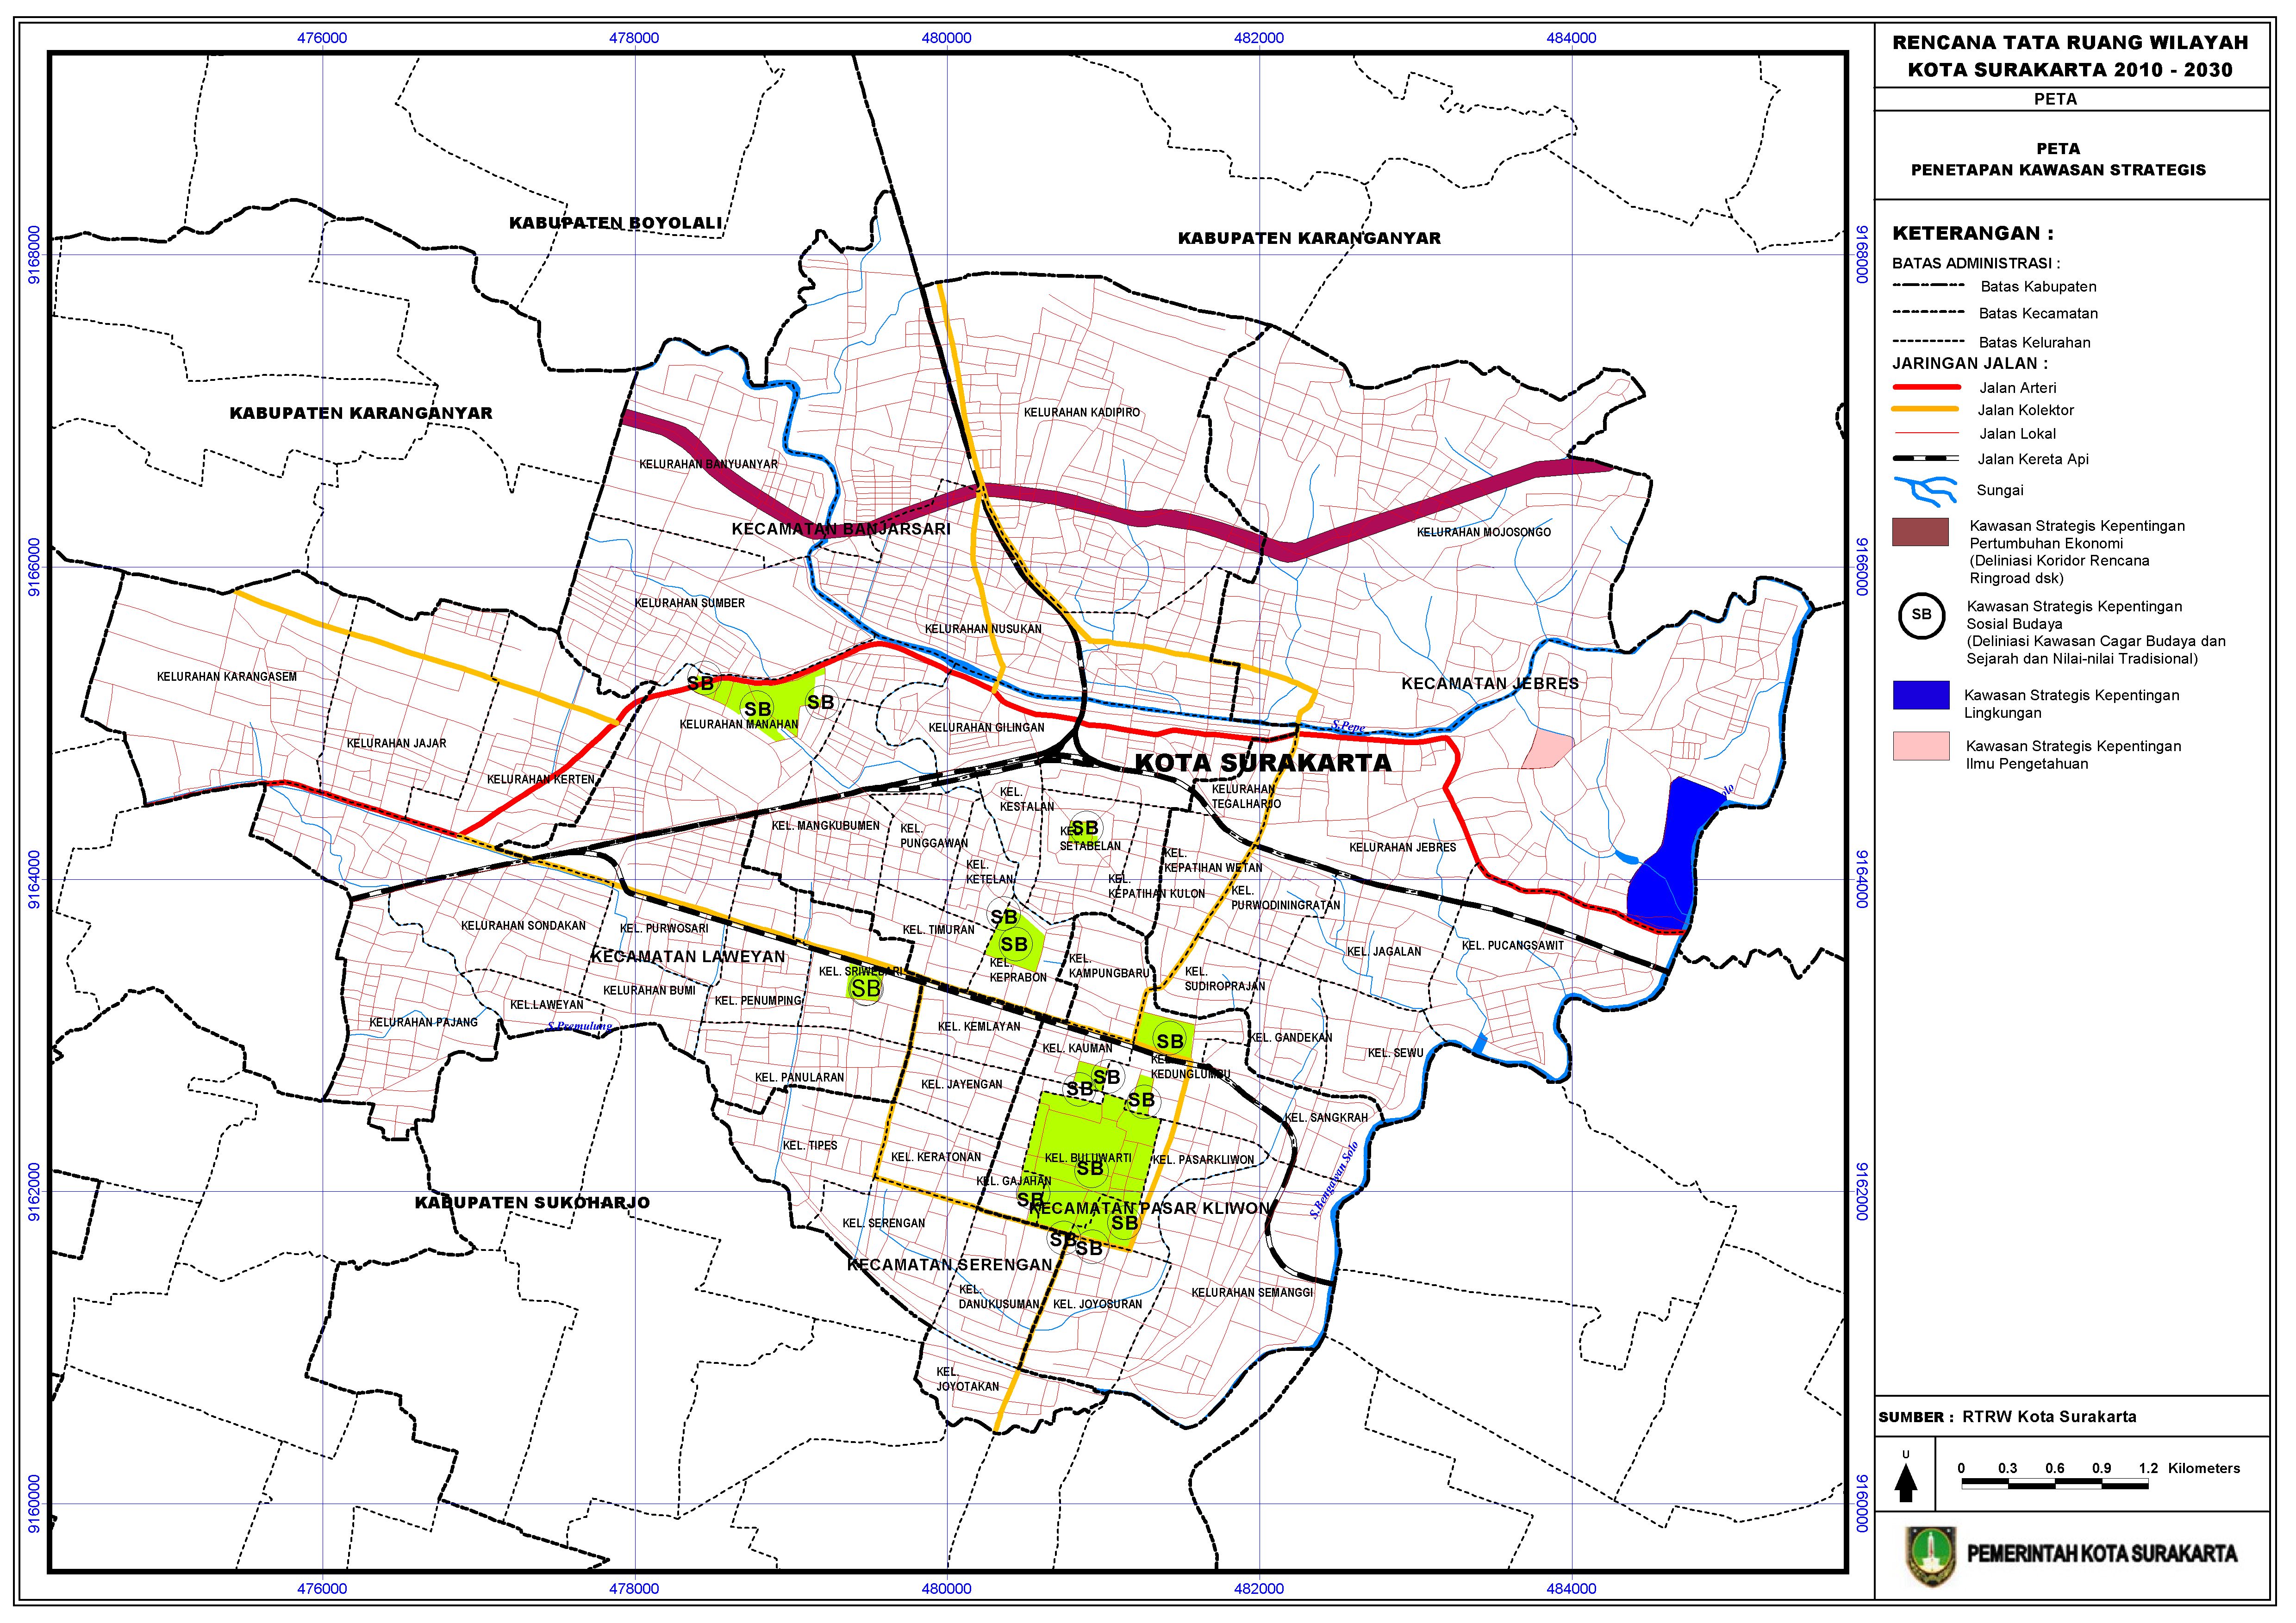 476000
478000
480000
482000
484000
RENCANA TATA RUANG WILAYAH
KOTA SURAKARTA 2010 - 2030
PETA
PETA
PENETAPAN KAWASAN STRATEGIS
KETERANGAN :
BATAS ADMINISTRASI :
Batas Kabupaten
Batas Kecamatan
Batas Kelurahan
JARINGAN JALAN :
Jalan Arteri
Jalan Kolektor
Jalan Lokal
Jalan Kereta Api
Sungai
Kawasan Strategis Kepentingan
Pertumbuhan Ekonomi
(Deliniasi Koridor Rencana
Ringroad dsk)
SB
Kawasan Strategis Kepentingan
Sosial Budaya
(Deliniasi Kawasan Cagar Budaya dan
Sejarah dan Nilai-nilai Tradisional)
Kawasan Strategis Kepentingan
Lingkungan
Kawasan Strategis Kepentingan
Ilmu Pengetahuan
SUMBER : RTRW Kota Surakarta
U
0 0.3 0.6 0.9 1.2 Kilometers
PEMERINTAH KOTA SURAKARTA
9168000
9166000
9164000
9162000
9160000
9168000
9166000
9164000
9162000
9160000
KABUPATEN BOYOLALI
KABUPATEN KARANGANYAR
KABUPATEN KARANGANYAR
KELURAHAN KADIPIRO
KELURAHAN BANYUANYAR
KECAMATAN BANJARSARI
KELURAHAN MOJOSONGO
KELURAHAN SUMBER
KELURAHAN NUSUKAN
KELURAHAN KARANGASEM
SB
SB
SB
KECAMATAN JEBRES
KELURAHAN MANAHAN
KELURAHAN GILINGAN
S.Pepe
KELURAHAN JAJAR
KOTA SURAKARTA
KELURAHAN KERTEN
KELURAHAN
TEGALHARJO
KEL.
KESTALAN
olo
KEL. MANGKUBUMEN
KEL.
PUNGGAWAN
SB
KEL.
SETABELAN
KELURAHAN JEBRES
KEL.
KEPATIHAN WETAN
KEL.
KETELAN
KEL.
KEPATIHAN KULON
KEL.
PURWODININGRATAN
KELURAHAN SONDAKAN
KEL. PURWOSARI
KEL. TIMURAN
SB
SB
KEL. JAGALAN
KEL. PUCANGSAWIT
KECAMATAN LAWEYAN
KEL. SRIWEDARI
SB
KEL.
KEPRABON
KEL.
KAMPUNGBARU
KEL.
SUDIROPRAJAN
KELURAHAN BUMI
KEL. PENUMPING
KEL.LAWEYAN
KELURAHAN PAJANG
S.Premulung
KEL. KEMLAYAN
KEL. KAUMAN
SB
KEL. GANDEKAN
KEL. SEWU
KEL.
KEDUNGLUMBU
KEL. PANULARAN
KEL. JAYENGAN
SB
SB
SB
KEL. SANGKRAH
KEL. TIPES
KEL. KERATONAN
KEL. BULUWARTI
SB
KEL. PASARKLIWON
S.Bengawan Solo
KEL. GAJAHAN
SB
KECAMATAN PASAR KLIWON
KABUPATEN SUKOHARJO
KEL. SERENGAN
SB
SB
SB
KECAMATAN SERENGAN
KEL.
DANUKUSUMAN
KEL. JOYOSURAN
KELURAHAN SEMANGGI
KEL.
JOYOTAKAN
476000
478000
480000
482000
484000